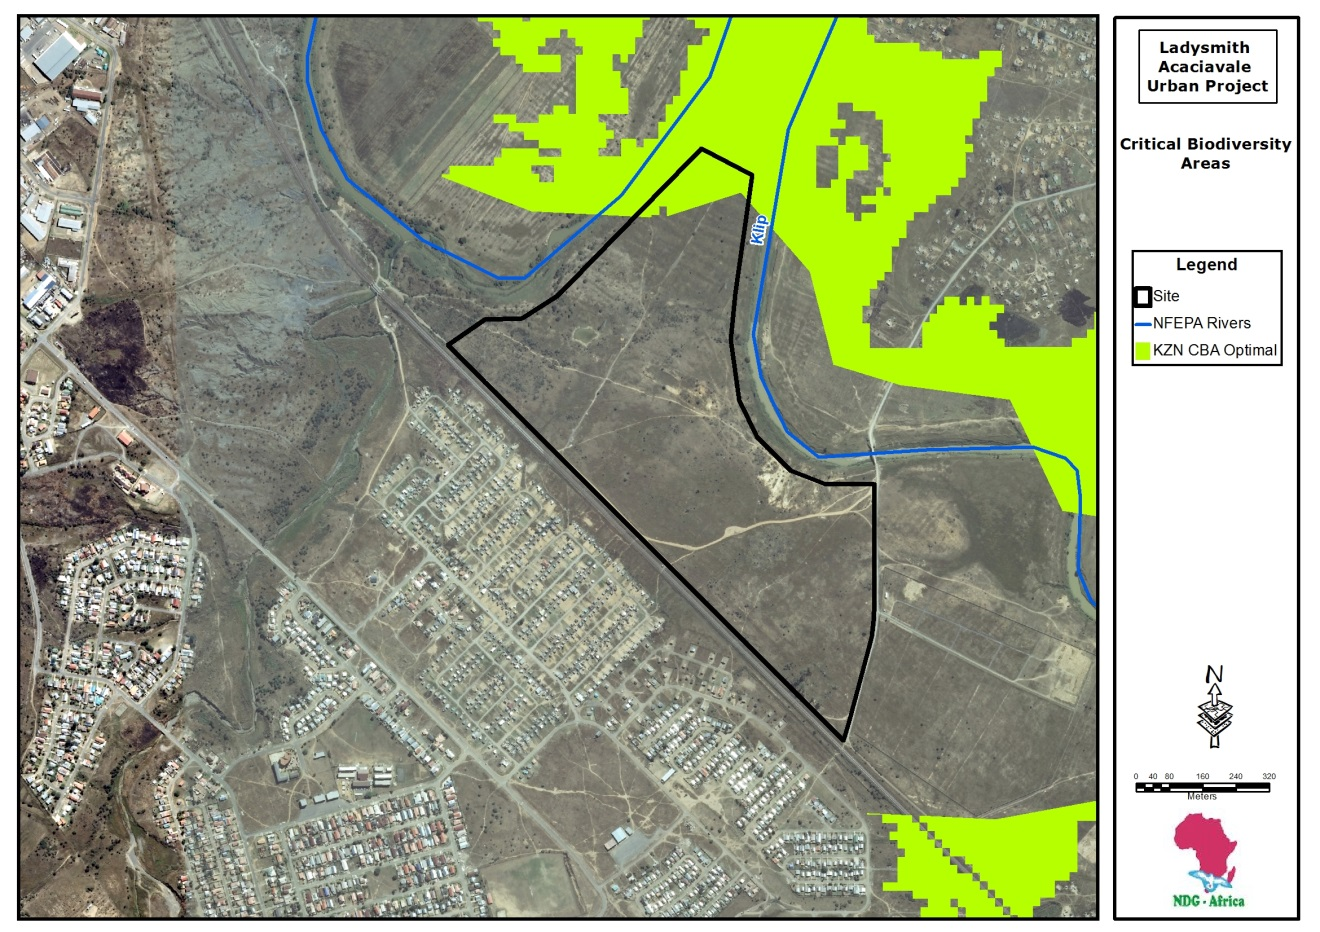 Ladysmith
Acaciavale
Urban Project
Critical Biodiversity
Areas
Klip
Legend
Site
NFEPA Rivers
KZN CBA Optimal
N
0 40 80 160 240 320
Meters
NDG - Africa